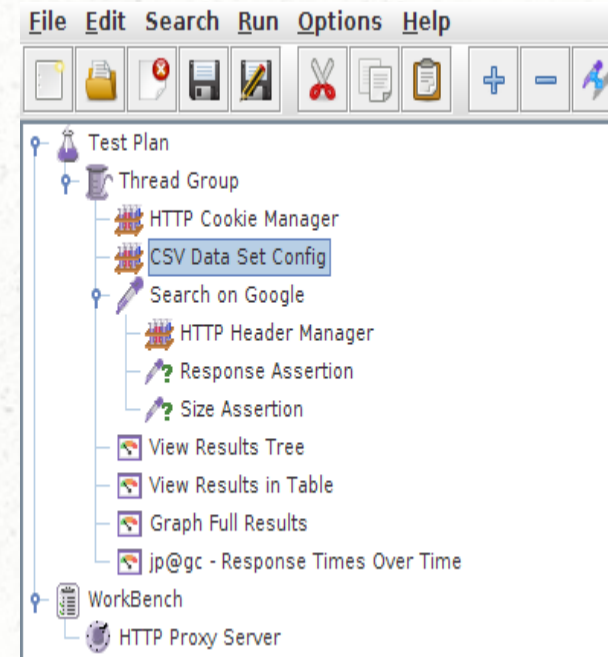 File Edit Search Run Options Help
Test Plan
Thread Group
HTTP Cookie Manager
CSV Data Set Config
Search on Google
HTTP Header Manager
Response Assertion
Size Assertion
View Results Tree
View Results in Table
Graph Full Results
jp@gc - Response Times Over Time
WorkBench
HTTP Proxy Server